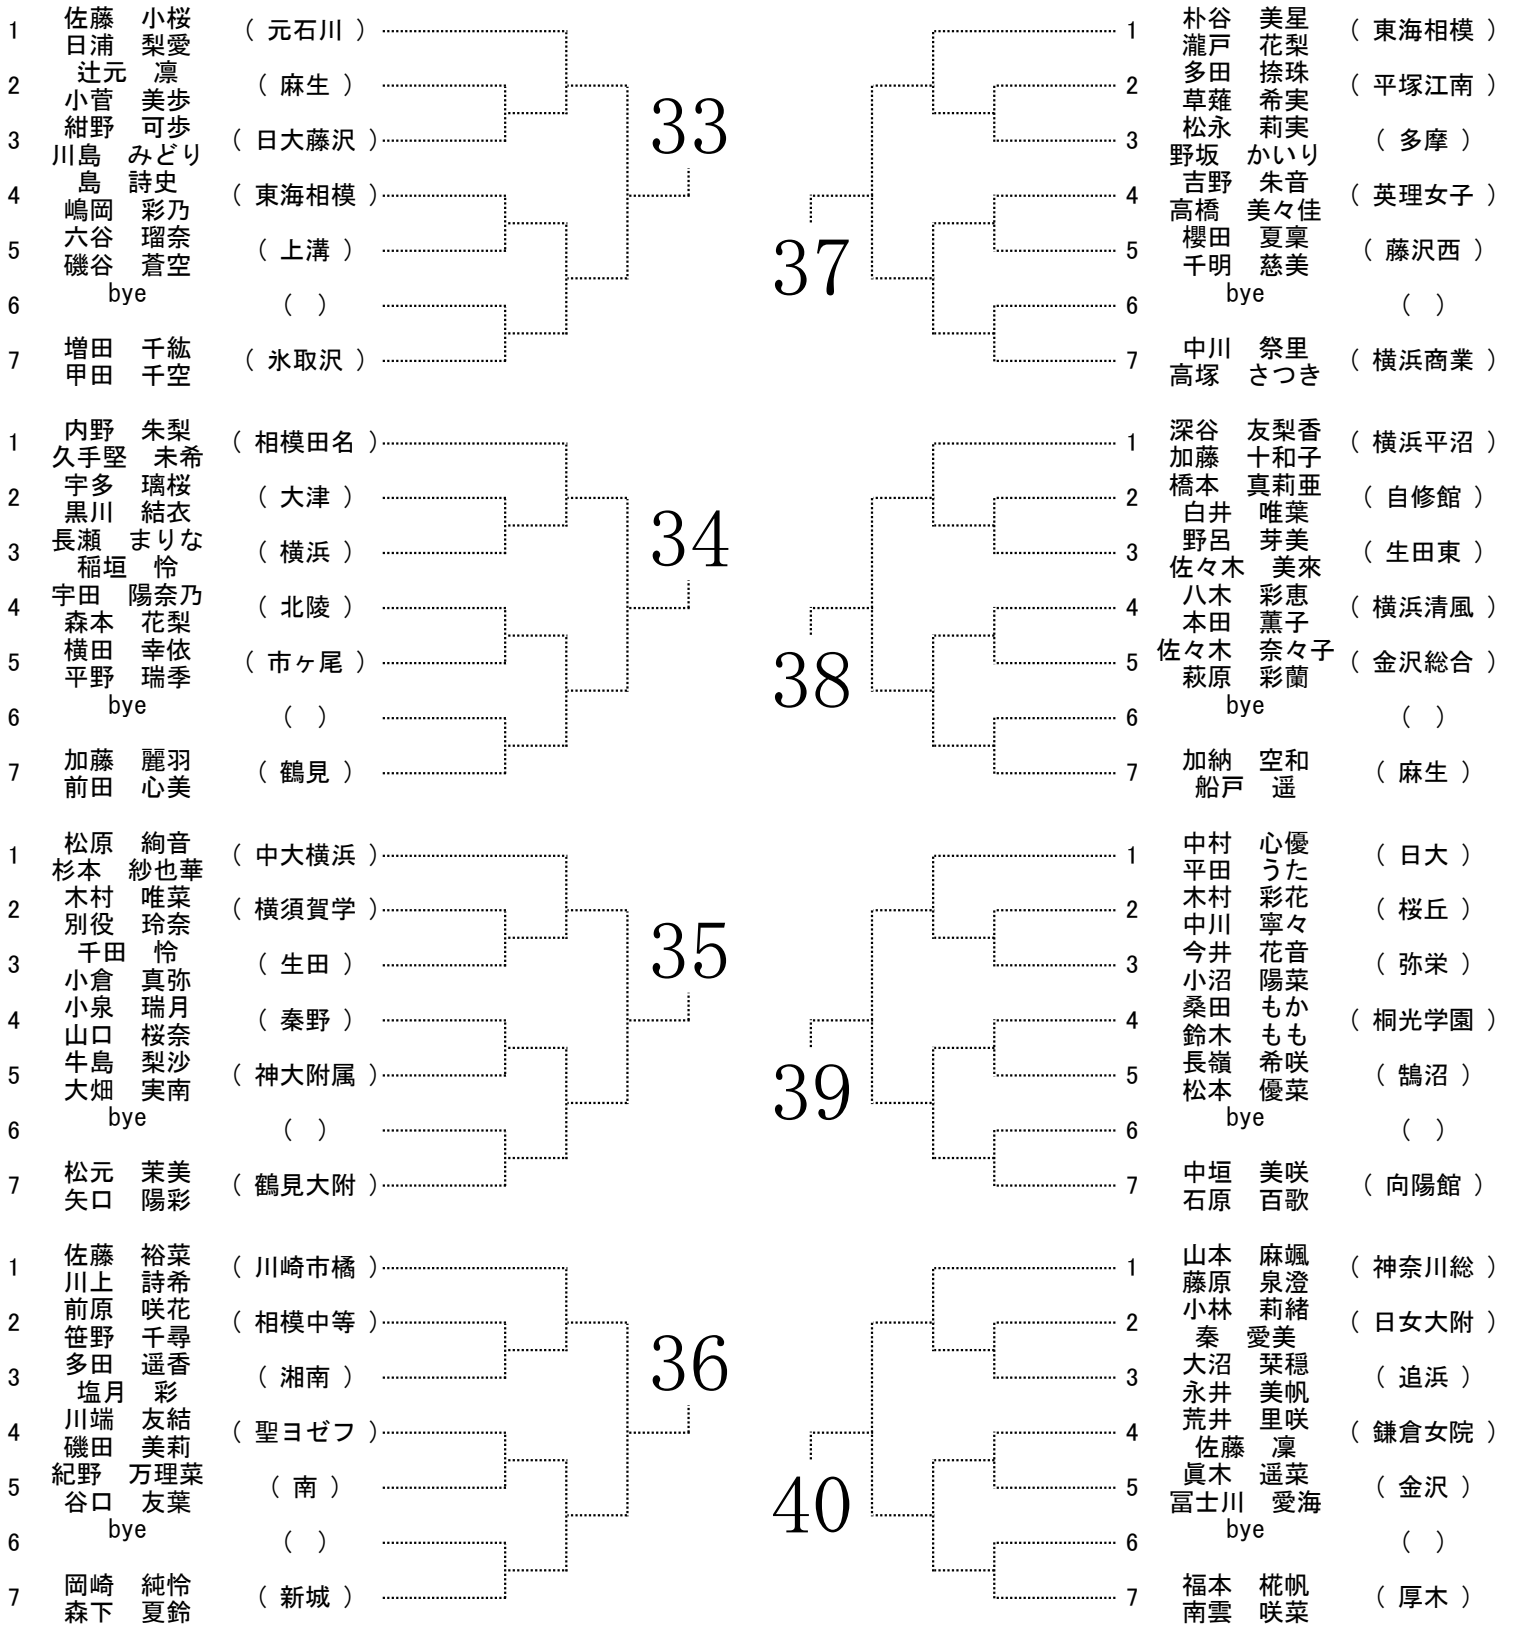 1 佐藤　小桜 （ 元石川 ）
日浦　梨愛
2 辻元　凛 （ 麻生 ）
小菅　美歩
3 紺野　可歩 （ 日大藤沢 ）
川島　みどり
4 島　詩史 （ 東海相模 ）
嶋岡　彩乃
5 六谷　瑠奈 （ 上溝 ）
磯谷　蒼空
6 bye （　）
7 増田　千紘 （ 氷取沢 ）
甲田　千空
33
1 内野　朱梨 （ 相模田名 ）
久手堅　未希
2 宇多　璃桜 （ 大津 ）
黒川　結衣
3 長瀬　まりな （ 横浜 ）
稲垣　怜
4 宇田　陽奈乃 （ 北陵 ）
森本　花梨
5 横田　幸依 （ 市ヶ尾 ）
平野　瑞季
6 bye （　）
7 加藤　麗羽 （ 鶴見 ）
前田　心美
34
1 松原　絢音 （ 中大横浜 ）
杉本　紗也華
2 木村　唯菜 （ 横須賀学 ）
別役　玲奈
3 千田　怜 （ 生田 ）
小倉　真弥
4 小泉　瑞月 （ 秦野 ）
山口　桜奈
5 牛島　梨沙 （ 神大附属 ）
大畑　実南
6 bye （　）
7 松元　茉美 （ 鶴見大附 ）
矢口　陽彩
35
1 佐藤　裕菜 （ 川崎市橘 ）
川上　詩希
2 前原　咲花 （ 相模中等 ）
笹野　千尋
3 多田　遥香 （ 湘南 ）
塩月　彩
4 川端　友結 （ 聖ヨゼフ ）
磯田　美莉
5 紀野　万理菜 （ 南 ）
谷口　友葉
6 bye （　）
7 岡崎　純怜 （ 新城 ）
森下　夏鈴
36
1 朴谷　美星 （ 東海相模 ）
瀧戸　花梨
2 多田　捺珠 （ 平塚江南 ）
草薙　希実
3 松永　莉実 （ 多摩 ）
野坂　かいり
4 吉野　朱音 （ 英理女子 ）
高橋　美々佳
5 櫻田　夏稟 （ 藤沢西 ）
千明　慈美
6 bye （　）
7 中川　祭里 （ 横浜商業 ）
高塚　さつき
37
1 深谷　友梨香 （ 横浜平沼 ）
加藤　十和子
2 橋本　真莉亜 （ 自修館 ）
白井　唯葉
3 野呂　芽美 （ 生田東 ）
佐々木　美來
4 八木　彩恵 （ 横浜清風 ）
本田　薫子
5 佐々木　奈々子 （ 金沢総合 ）
萩原　彩蘭
6 bye （　）
7 加納　空和 （ 麻生 ）
船戸　遥
38
1 中村　心優 （ 日大 ）
平田　うた
2 木村　彩花 （ 桜丘 ）
中川　寧々
3 今井　花音 （ 弥栄 ）
小沼　陽菜
4 桑田　もか （ 桐光学園 ）
鈴木　もも
5 長嶺　希咲 （ 鵠沼 ）
松本　優菜
6 bye （　）
7 中垣　美咲 （ 向陽館 ）
石原　百歌
39
1 山本　麻颯 （ 神奈川総 ）
藤原　泉澄
2 小林　莉緒 （ 日女大附 ）
秦　愛美
3 大沼　栞穏 （ 追浜 ）
永井　美帆
4 荒井　里咲 （ 鎌倉女院 ）
佐藤　凜
5 眞木　遥菜 （ 金沢 ）
冨士川　愛海
6 bye （　）
7 福本　椛帆 （ 厚木 ）
南雲　咲菜
40